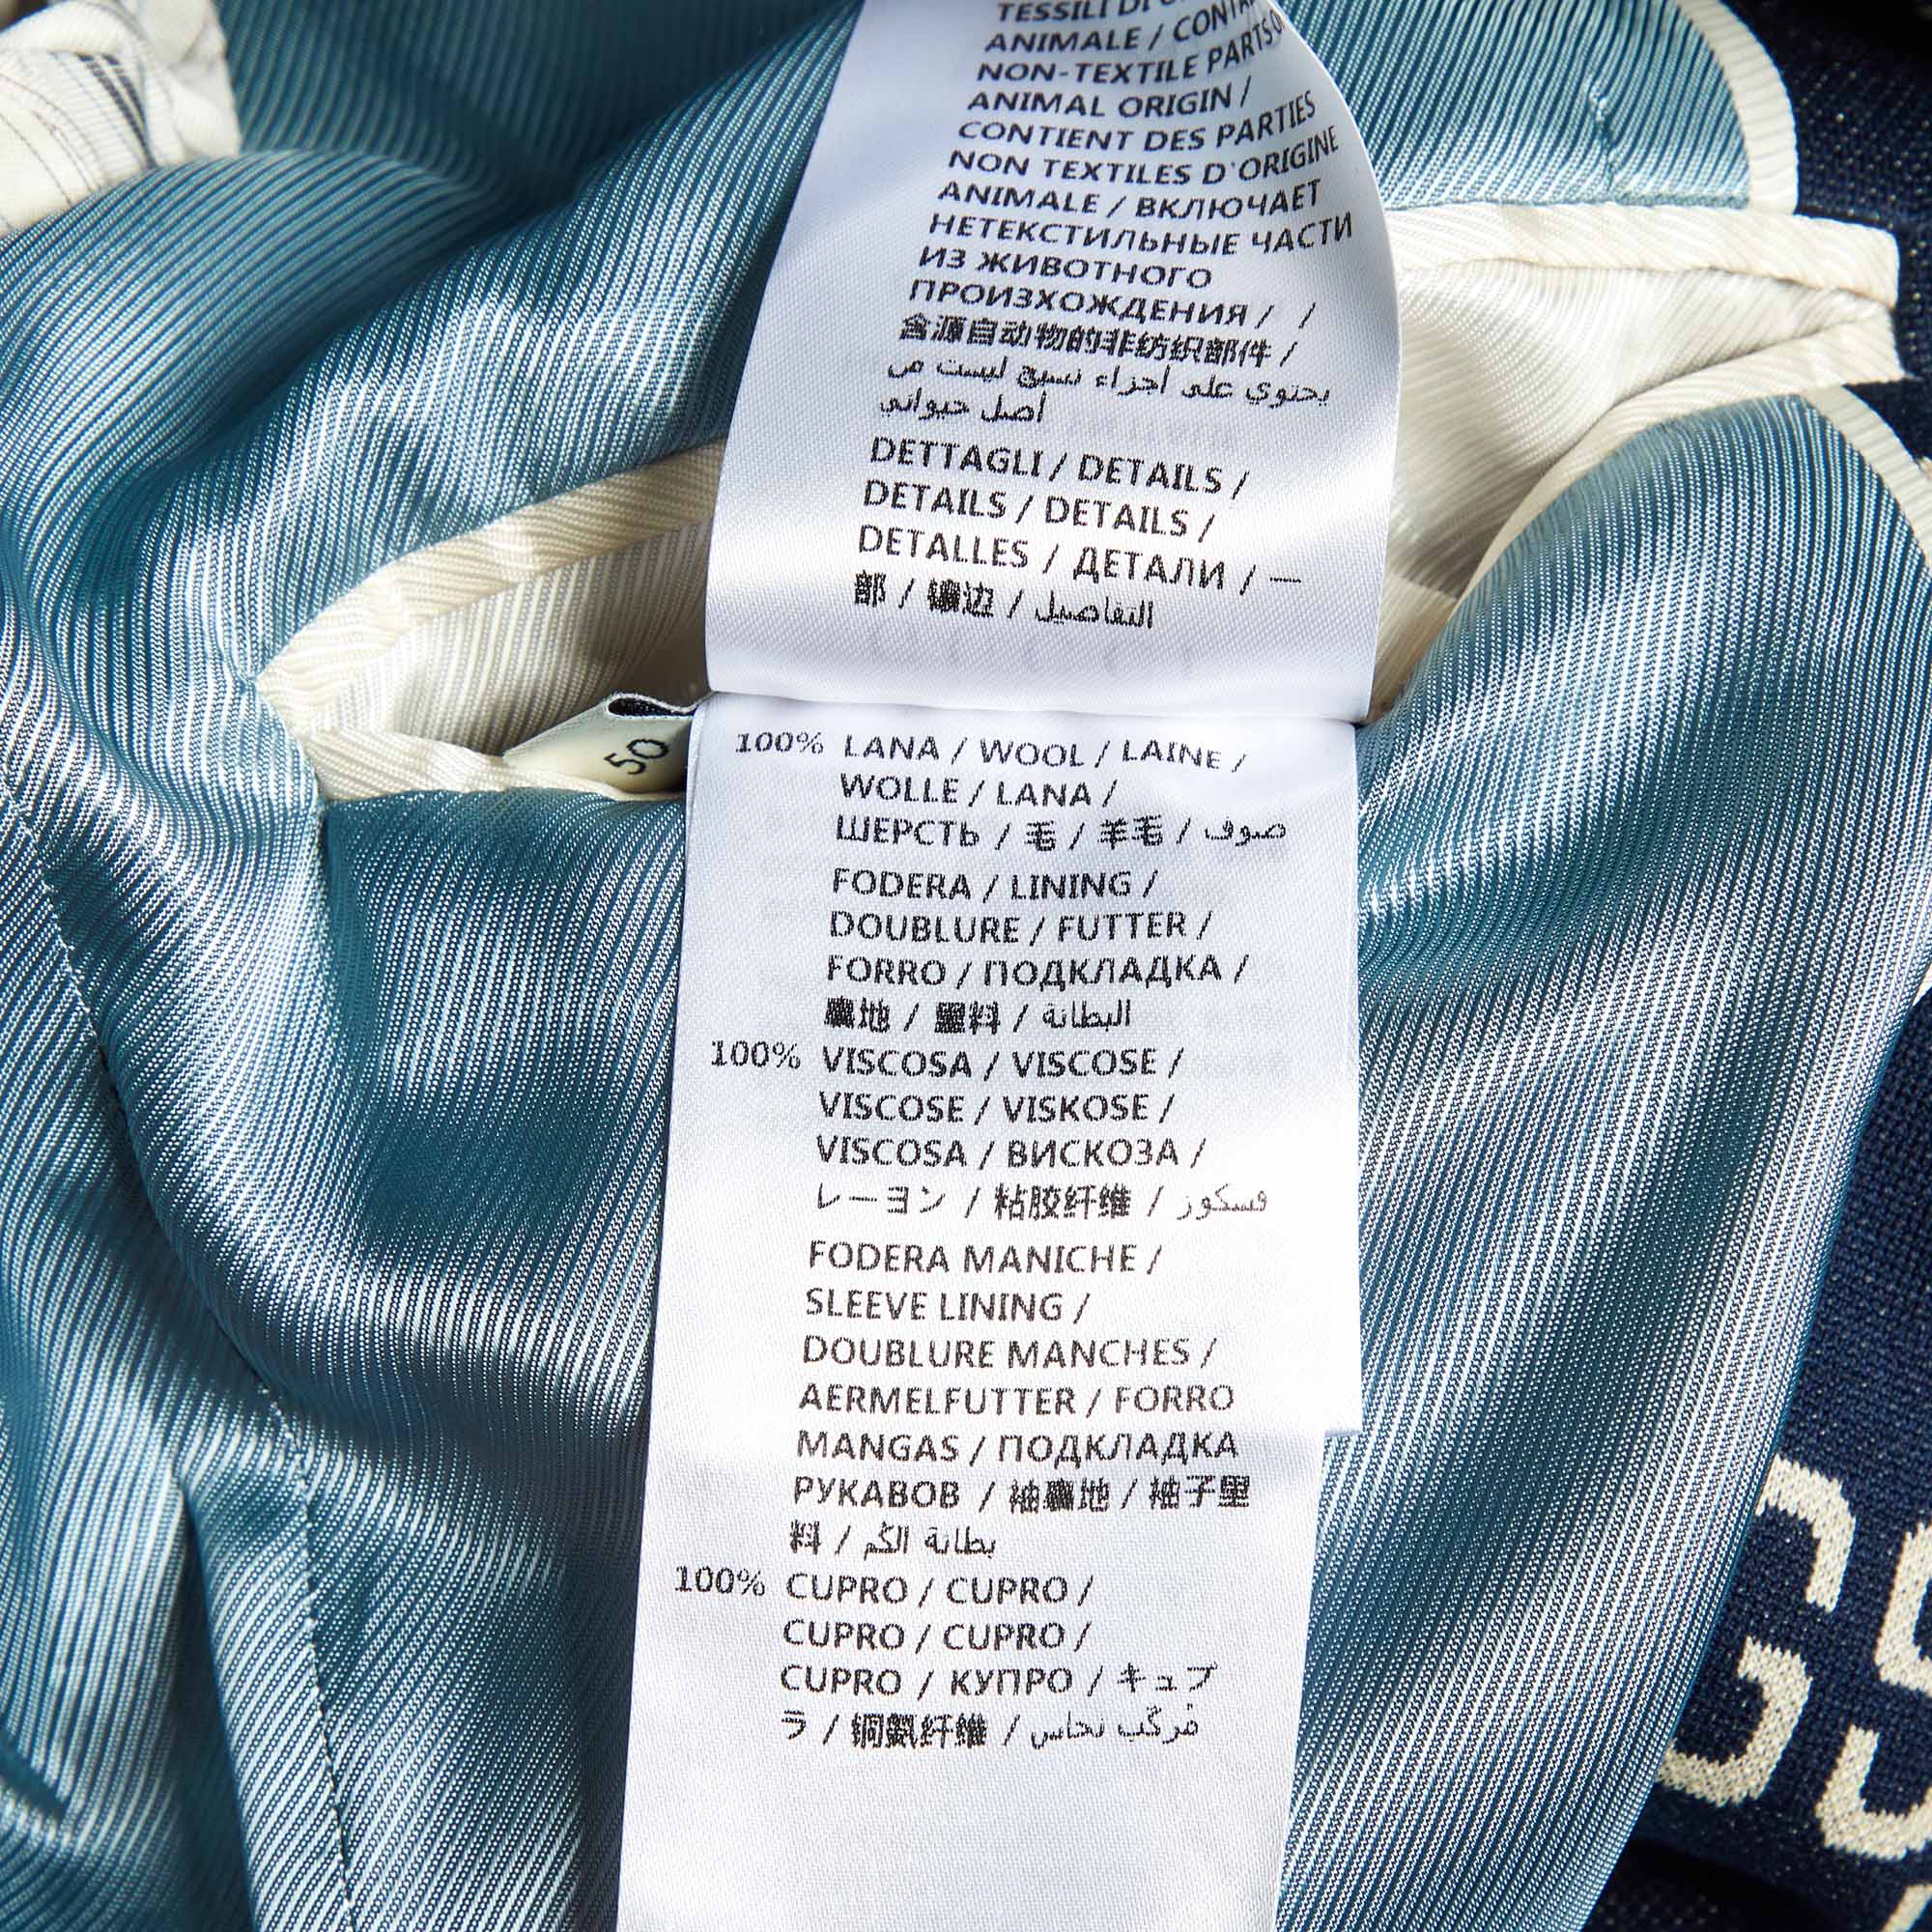 TESSILI DI
ANIMALE /
NON-TEXTILE PARTS
ANIMAL ORIGIN /
CONTIENT DES PARTIES
NON TEXTILES D'ORIGINE
ANIMALE / ВКЛЮЧАЕТ
НЕТЕКСТИЛЬНЫЕ ЧАСТИ
ИЗ ЖИВОТНОГО
ПРОИЗХОЖДЕНИЯ / /
含源自动物的非纺织部件 /
يحتوي على أجزاء نسيج ليست من
أصل حيواني
DETTAGLI / DETAILS /
DETAILS / DETAILS /
DETALLES / ДЕТАЛИ / 一
部 / 镶边 / التفاصيل
50
100% LANA / WOOL / LAINE /
WOLLE / LANA /
ШЕРСТЬ / 毛 / 羊毛 / صوف
FODERA / LINING /
DOUBLURE / FUTTER /
FORRO / ПОДКЛАДКА /
裏地 / 里料 / البطانة
100% VISCOSA / VISCOSE /
VISCOSE / VISKOSE /
VISCOSA / ВИСКОЗА /
レーヨン / 粘胶纤维 / فسكوز
FODERA MANICHE /
SLEEVE LINING /
DOUBLURE MANCHES /
AERMELFUTTER / FORRO
MANGAS / ПОДКЛАДКА
РУКАВОВ / 袖裏地 / 袖子里
料 / بطانة الكم
100% CUPRO / CUPRO /
CUPRO / CUPRO /
CUPRO / КУПРО / キュプ
ラ / 铜氨纤维 / مُركّب نحاس